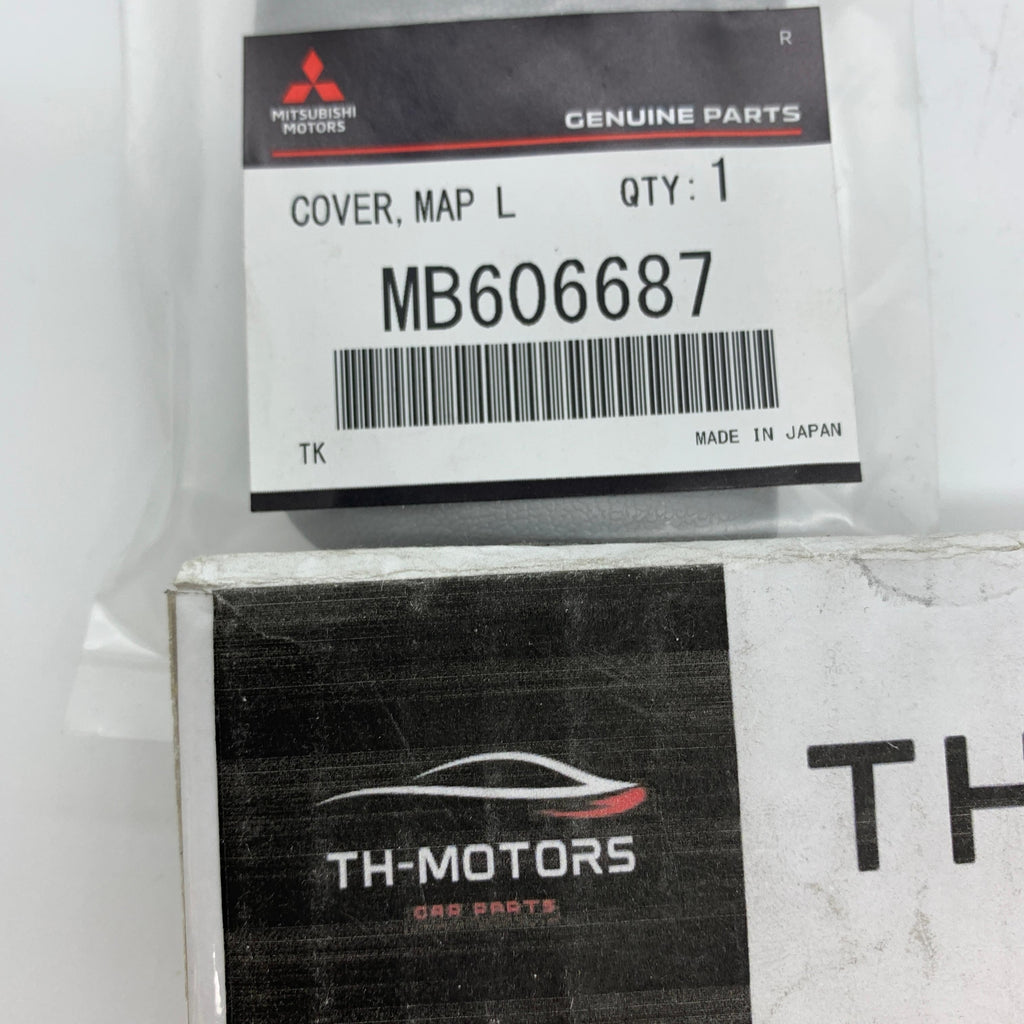 R
MITSUBISHI
MOTORS
GENUINE PARTS
COVER, MAP L QTY: 1
MB606687
TK MADE IN JAPAN
TH-MOTORS
CAR PARTS
TH